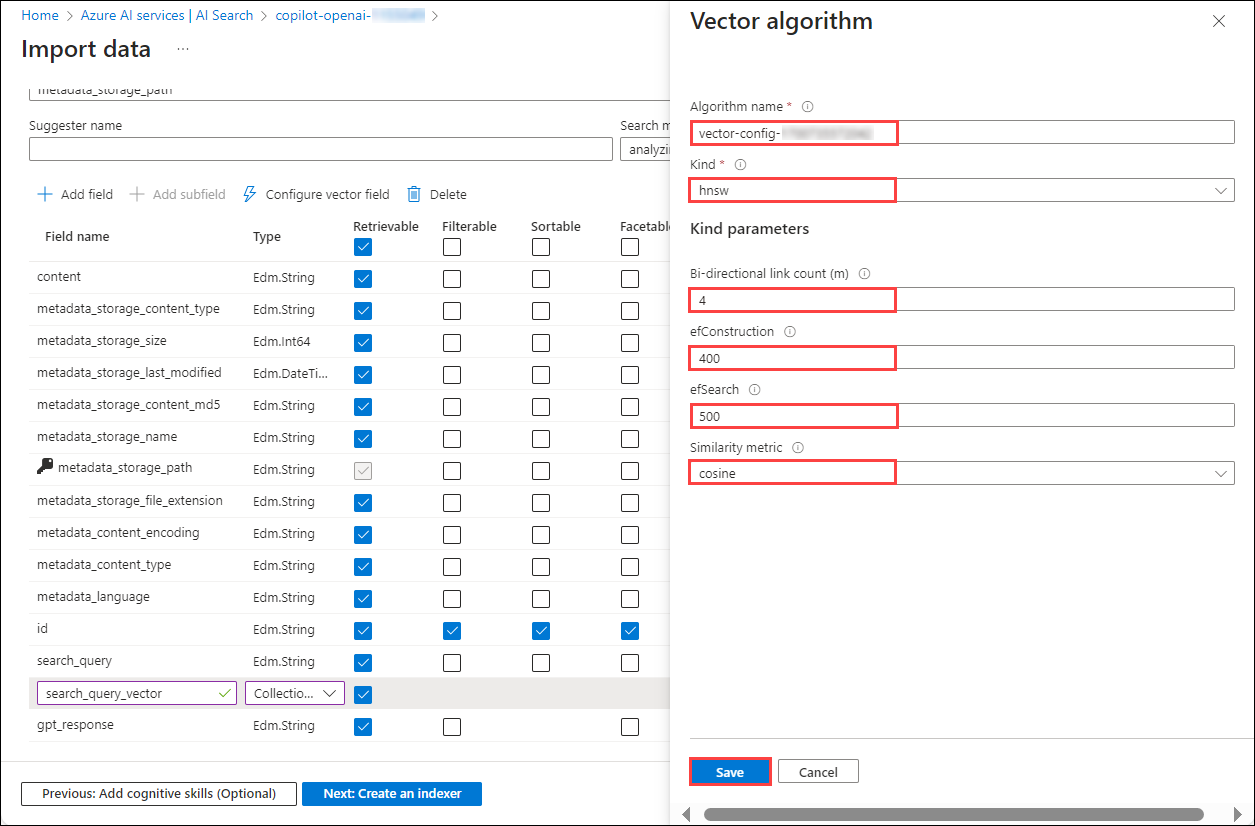 Home > Azure AI services | AI Search > copilot-openai- >
Import data ...
metadata_storage_path
Suggester name
Search m
analyzi
+ Add field + Add subfield Configure vector field Delete
Field name Type Retrievable Filterable Sortable Facetabl
content Edm.String
metadata_storage_content_type Edm.String
metadata_storage_size Edm.Int64
metadata_storage_last_modified Edm.DateTi...
metadata_storage_content_md5 Edm.String
metadata_storage_name Edm.String
metadata_storage_path Edm.String
metadata_storage_file_extension Edm.String
metadata_content_encoding Edm.String
metadata_content_type Edm.String
metadata_language Edm.String
id Edm.String
search_query Edm.String
search_query_vector Collectio...
gpt_response Edm.String
Previous: Add cognitive skills (Optional) Next: Create an indexer
Vector algorithm
Algorithm name *
vector-config-
Kind *
hnsw
Kind parameters
Bi-directional link count (m)
4
efConstruction
400
efSearch
500
Similarity metric
cosine
Save Cancel